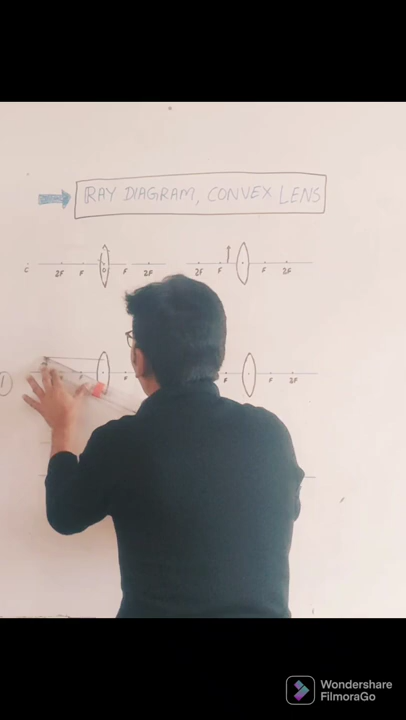 RAY DIAGRAM, CONVEX LENS
C 2F F O F 2F 2F F F 2F
1 F F F 2F
Wondershare
FilmoraGo